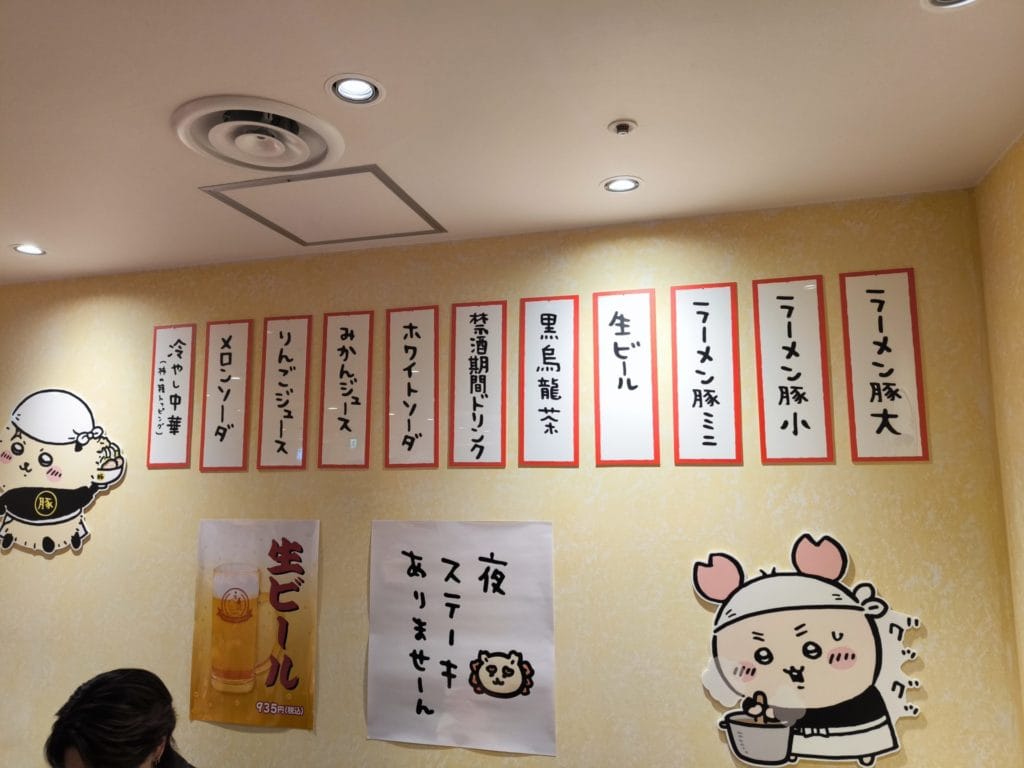 ラーメン豚大
ラーメン豚小
ラーメン豚ミニ
生ビール
黒烏龍茶
禁酒期間ドリンク
ホワイトソーダ
みかんジュース
りんごジュース
メロンソーダ
冷やし中華
豚
生ビール
935円(税込)
夜
ステーキ
ありませーん
グッグッ